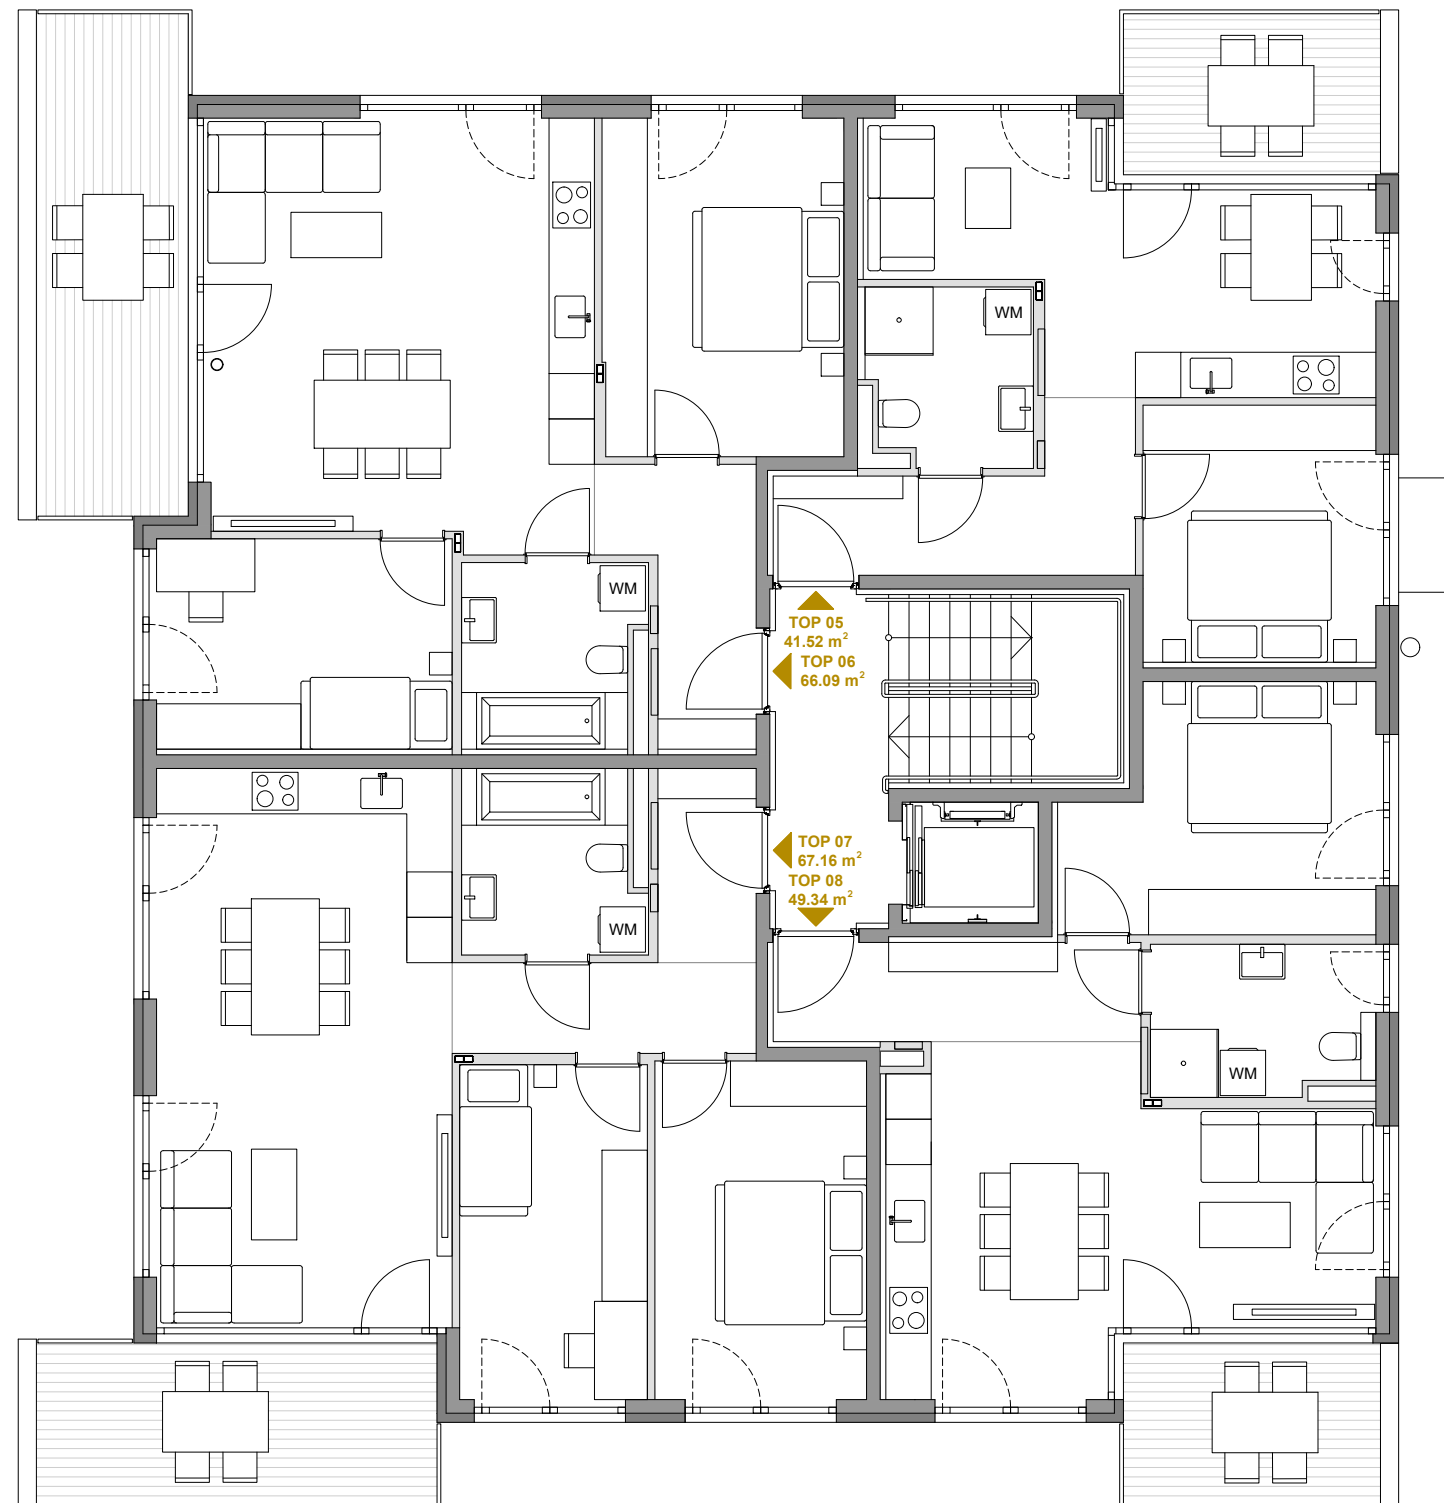 WM
WM
TOP 05
41.52 m²
TOP 06
66.09 m²
TOP 07
67.16 m²
TOP 08
49.34 m²
WM
WM